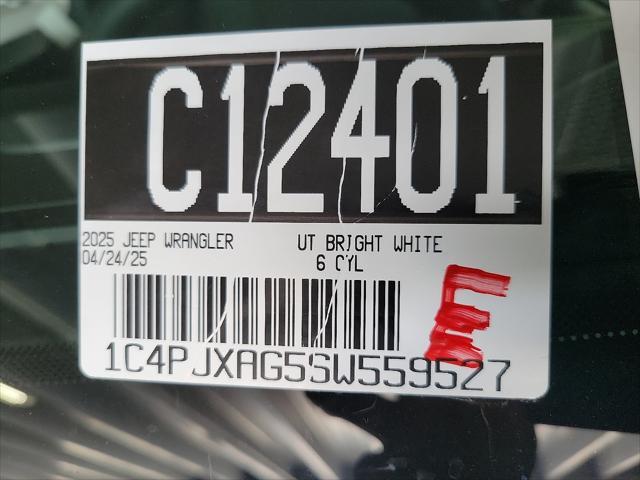 C12401
2025 JEEP WRANGLER UT BRIGHT WHITE
04/24/25 6 CYL
E
1C4PJXAG5SW559527